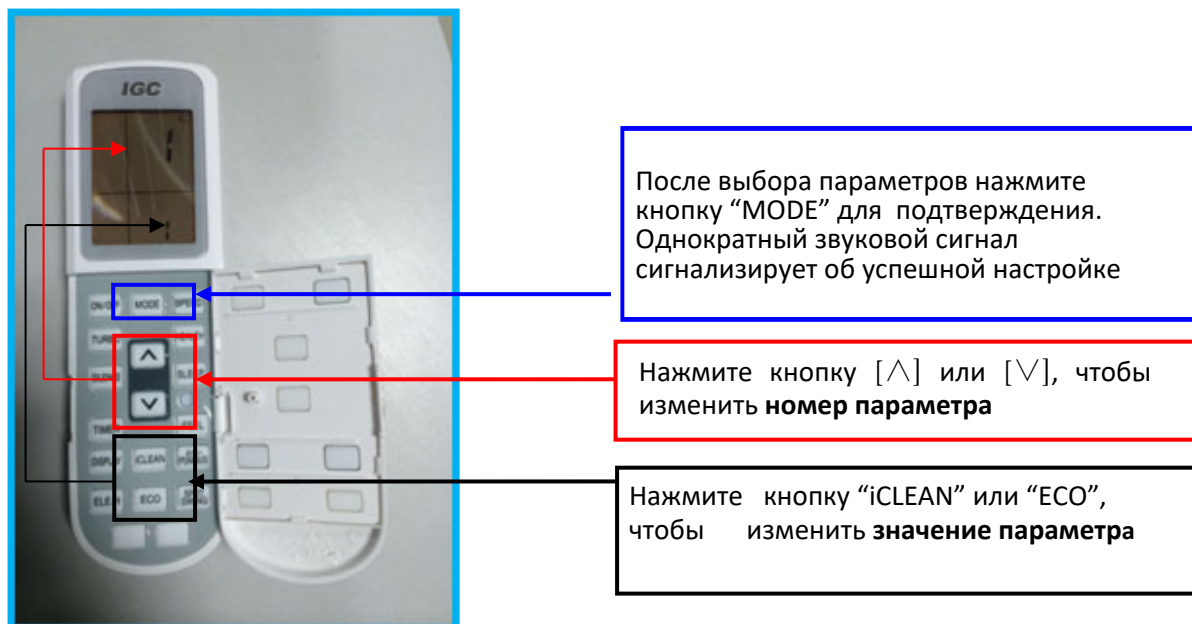 IGC
ON/OFF MODE SPEED
TIMER
DISPLAY iCLEAN
ECO
После выбора параметров нажмите
кнопку “MODE” для подтверждения.
Однократный звуковой сигнал
сигнализирует об успешной настройке
Нажмите кнопку [∧] или [∨], чтобы
изменить номер параметра
Нажмите кнопку “iCLEAN” или “ECO”,
чтобы изменить значение параметра